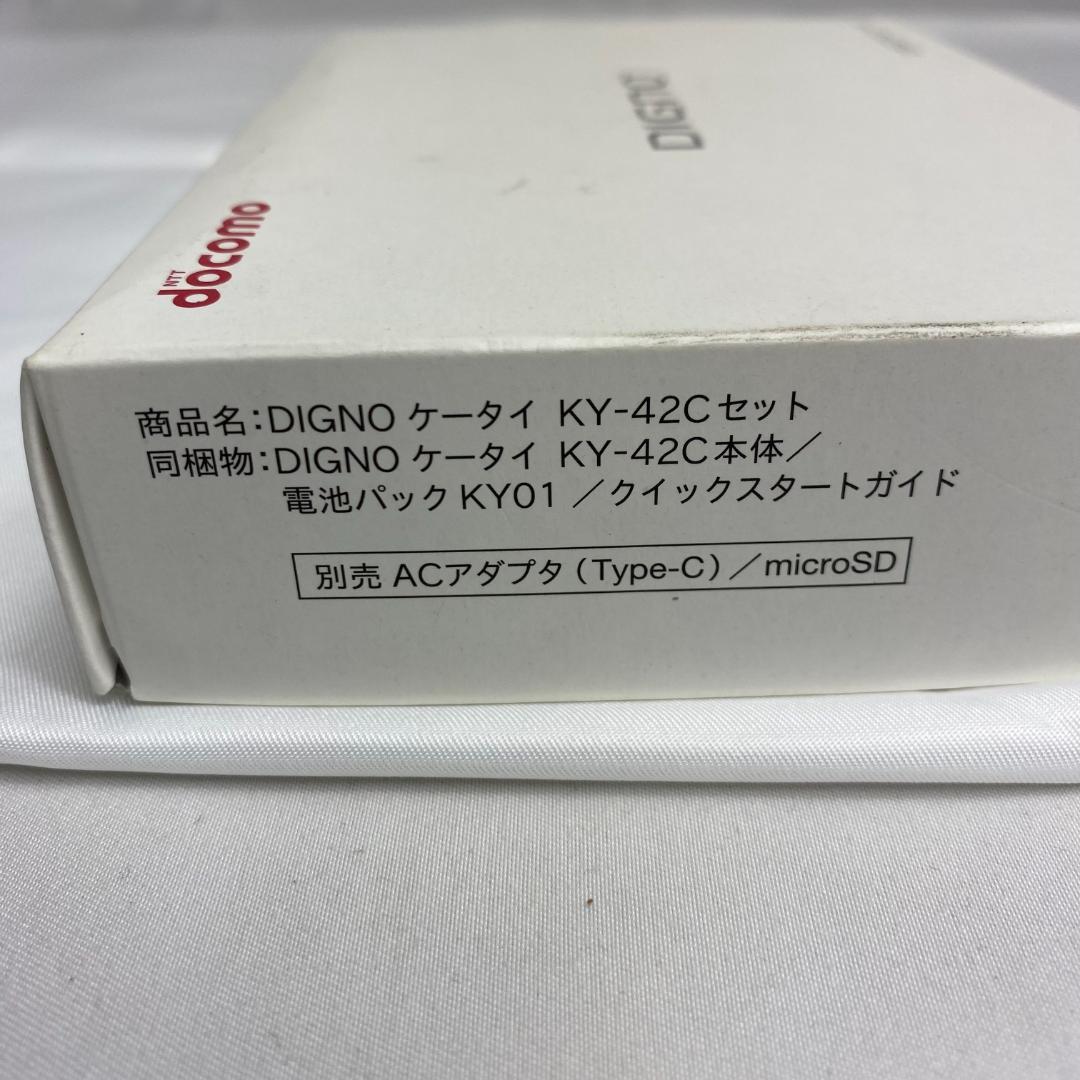 DIGNO
NTT
docomo
商品名：DIGNO ケータイ KY-42Cセット
同梱物：DIGNO ケータイ KY-42C本体／
電池パック KY01 ／クイックスタートガイド
別売 ACアダプタ（Type-C）／microSD